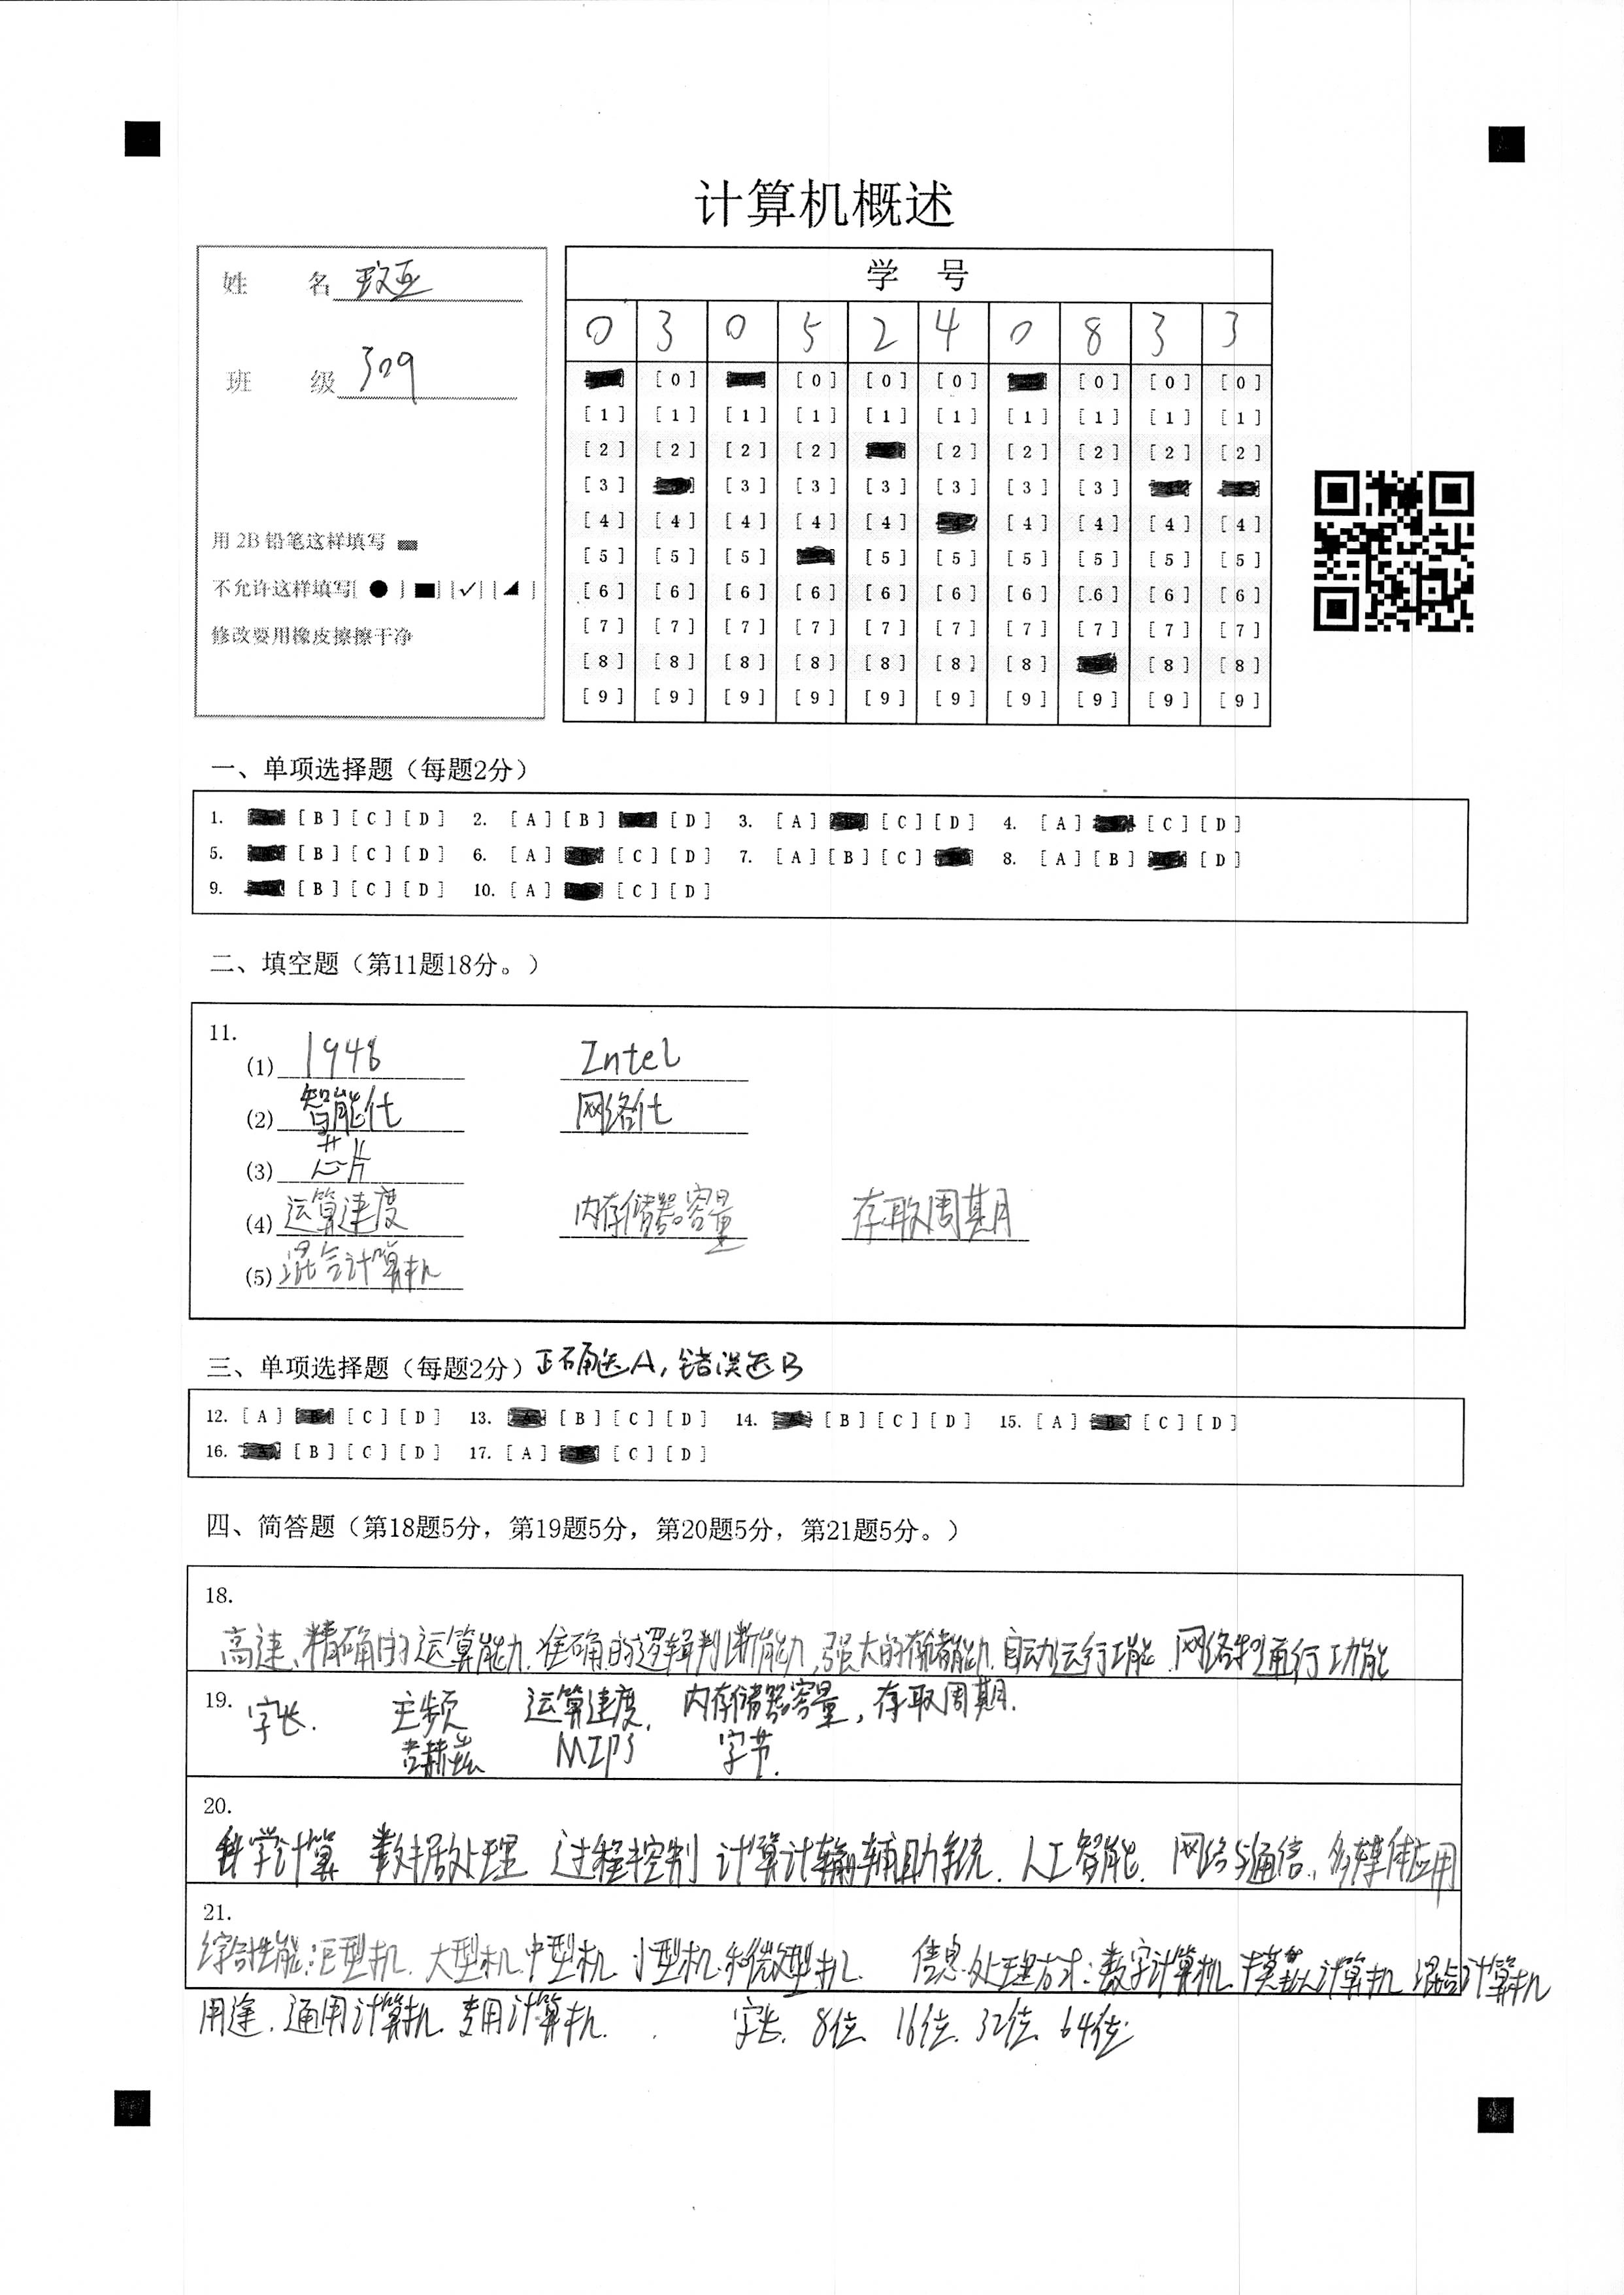 计算机概述
姓 名 玟亚
班 级 309
用 2B 铅笔这样填写
不允许这样填写[ ● ] [■] [✓] [◢ ]
修改要用橡皮擦擦干净
学 号
0 3 0 5 2 4 0 8 3 3
[0] [0] [0] [0] [0] [0]
[1] [1] [1] [1] [1] [1] [1] [1] [1] [1]
[2] [2] [2] [2] [2] [2] [2] [2] [2]
[3] [3] [3] [3] [3] [3] [3]
[4] [4] [4] [4] [4] [4] [4] [4] [4]
[5] [5] [5] [5] [5] [5] [5] [5] [5]
[6] [6] [6] [6] [6] [6] [6] [6] [6] [6]
[7] [7] [7] [7] [7] [7] [7] [7] [7] [7]
[8] [8] [8] [8] [8] [8] [8] [8] [8]
[9] [9] [9] [9] [9] [9] [9] [9] [9] [9]
一、单项选择题（每题2分）
1. [B] [C] [D] 2. [A] [B] [D] 3. [A] [C] [D] 4. [A] [C] [D]
5. [B] [C] [D] 6. [A] [C] [D] 7. [A] [B] [C] 8. [A] [B] [D]
9. [B] [C] [D] 10. [A] [C] [D]
二、填空题（第11题18分。）
11.
(1) 1946 Intel
(2) 智能化 网络化
(3) 芯片
(4) 运算速度 内存储器容量 存取周期
(5) 混合计算机
三、单项选择题（每题2分）正确选A,错误选B
12. [A] [C] [D] 13. [B] [C] [D] 14. [B] [C] [D] 15. [A] [C] [D]
16. [B] [C] [D] 17. [A] [C] [D]
四、简答题（第18题5分，第19题5分，第20题5分，第21题5分。）
18.
高速、精确的运算能力.准确的逻辑判断能力,强大的存储能力.自动运行功能.网络与通行功能
19. 字长. 主频 运算速度. 内存储器容量,存取周期.
吉赫兹 MIPS 字节.
20.
科学计算 数据处理 过程控制 计算计辅助系统. 人工智能. 网络与通信. 多媒体应用
21.
综合性能:巨型机. 大型机.中型机. 小型机.和微型机. 信息处理方式:数字计算机.模拟计算机 混合计算机
用途. 通用计算机. 专用计算机. 字长. 8位. 16位. 32位. 64位.